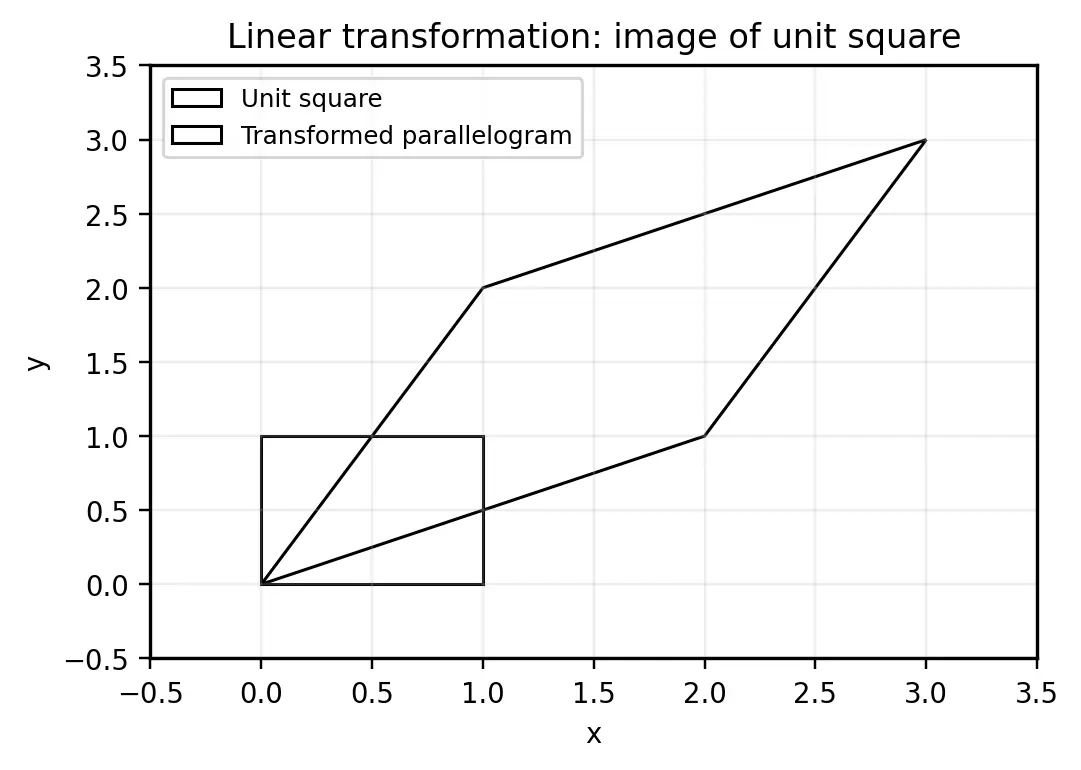 Linear transformation: image of unit square
Unit square
Transformed parallelogram
3.5
3.0
2.5
2.0
1.5
1.0
0.5
0.0
−0.5
y
−0.5 0.0 0.5 1.0 1.5 2.0 2.5 3.0 3.5
x